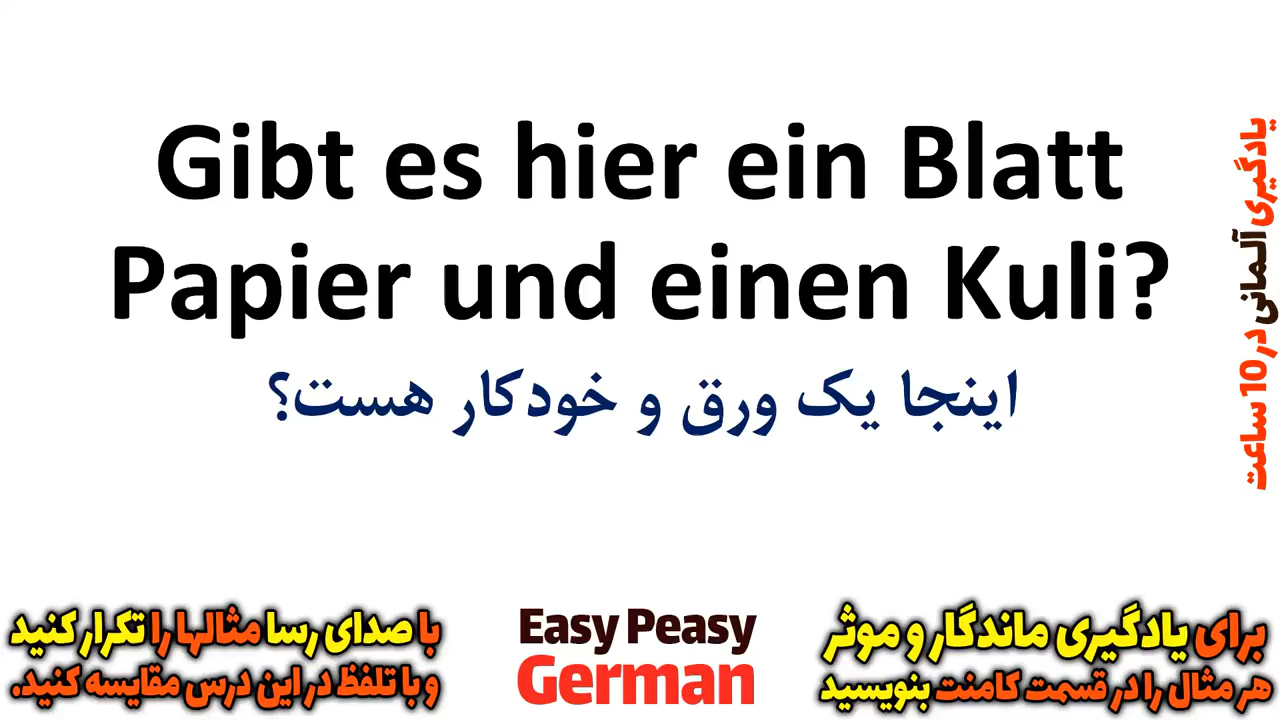 Gibt es hier ein Blatt
Papier und einen Kuli?
اینجا یک ورق و خودکار هست؟
یادگیری آلمانی در 10 ساعت
با صدای رسا مثالها را تکرار کنید
و با تلفظ در این درس مقایسه کنید.
Easy Peasy
German
برای یادگیری ماندگار و موثر
هر مثال را در قسمت کامنت بنویسید